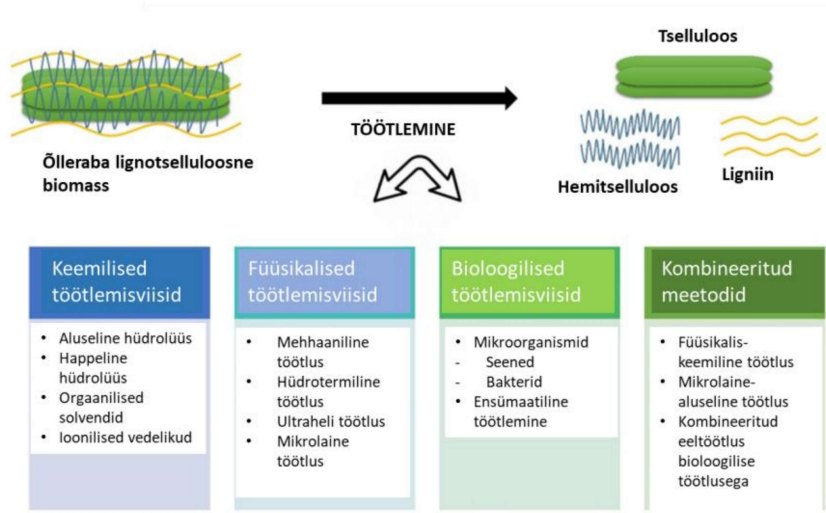 Tselluloos
TÖÖTLEMINE
Õlleraba lignotselluloosne
biomass
Hemitselluloos
Ligniin
Keemilised
töötlemisviisid
• Aluseline hüdrolüüs
• Happeline
hüdrolüüs
• Orgaanilised
solvendid
• Ioonilised vedelikud
Füüsikalised
töötlemisviisid
• Mehhaaniline
töötlus
• Hüdrotermiline
töötlus
• Ultraheli töötlus
• Mikrolaine
töötlus
Bioloogilised
töötlemisviisid
• Mikroorganismid
- Seened
- Bakterid
• Ensümaatiline
töötlemine
Kombineeritud
meetodid
• Füüsikalis-
keemiline töötlus
• Mikrolaine-
aluseline töötlus
• Kombineeritud
eeltöötlus
bioloogilise
töötlusega